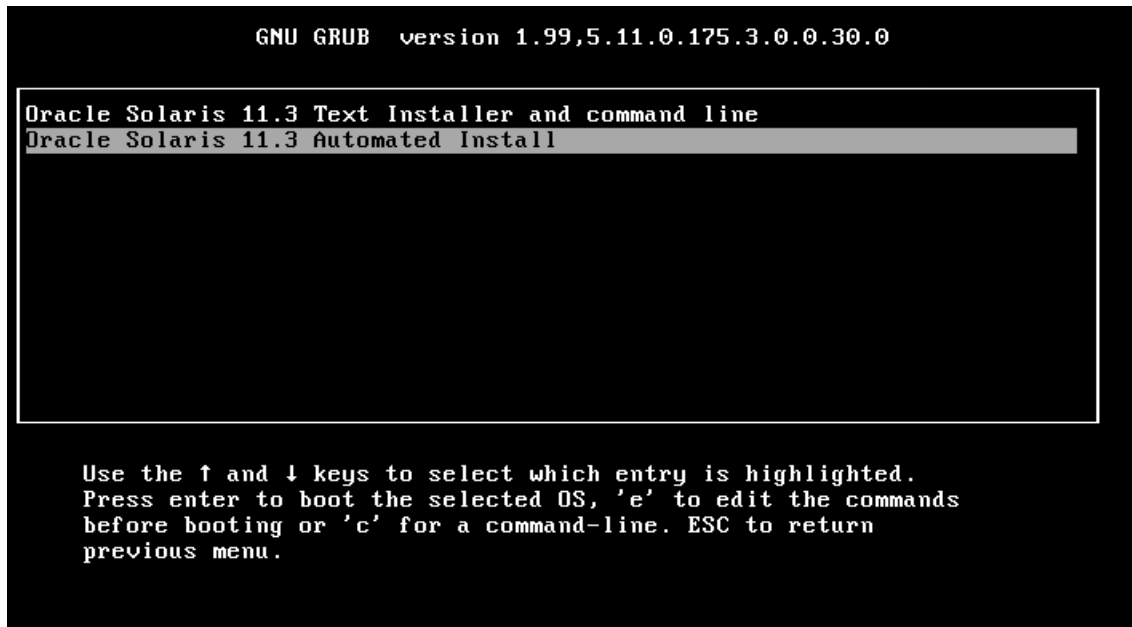 GNU GRUB  version 1.99,5.11.0.175.3.0.0.30.0
Oracle Solaris 11.3 Text Installer and command line
Oracle Solaris 11.3 Automated Install
Use the ↑ and ↓ keys to select which entry is highlighted.
Press enter to boot the selected OS, 'e' to edit the commands
before booting or 'c' for a command-line. ESC to return
previous menu.